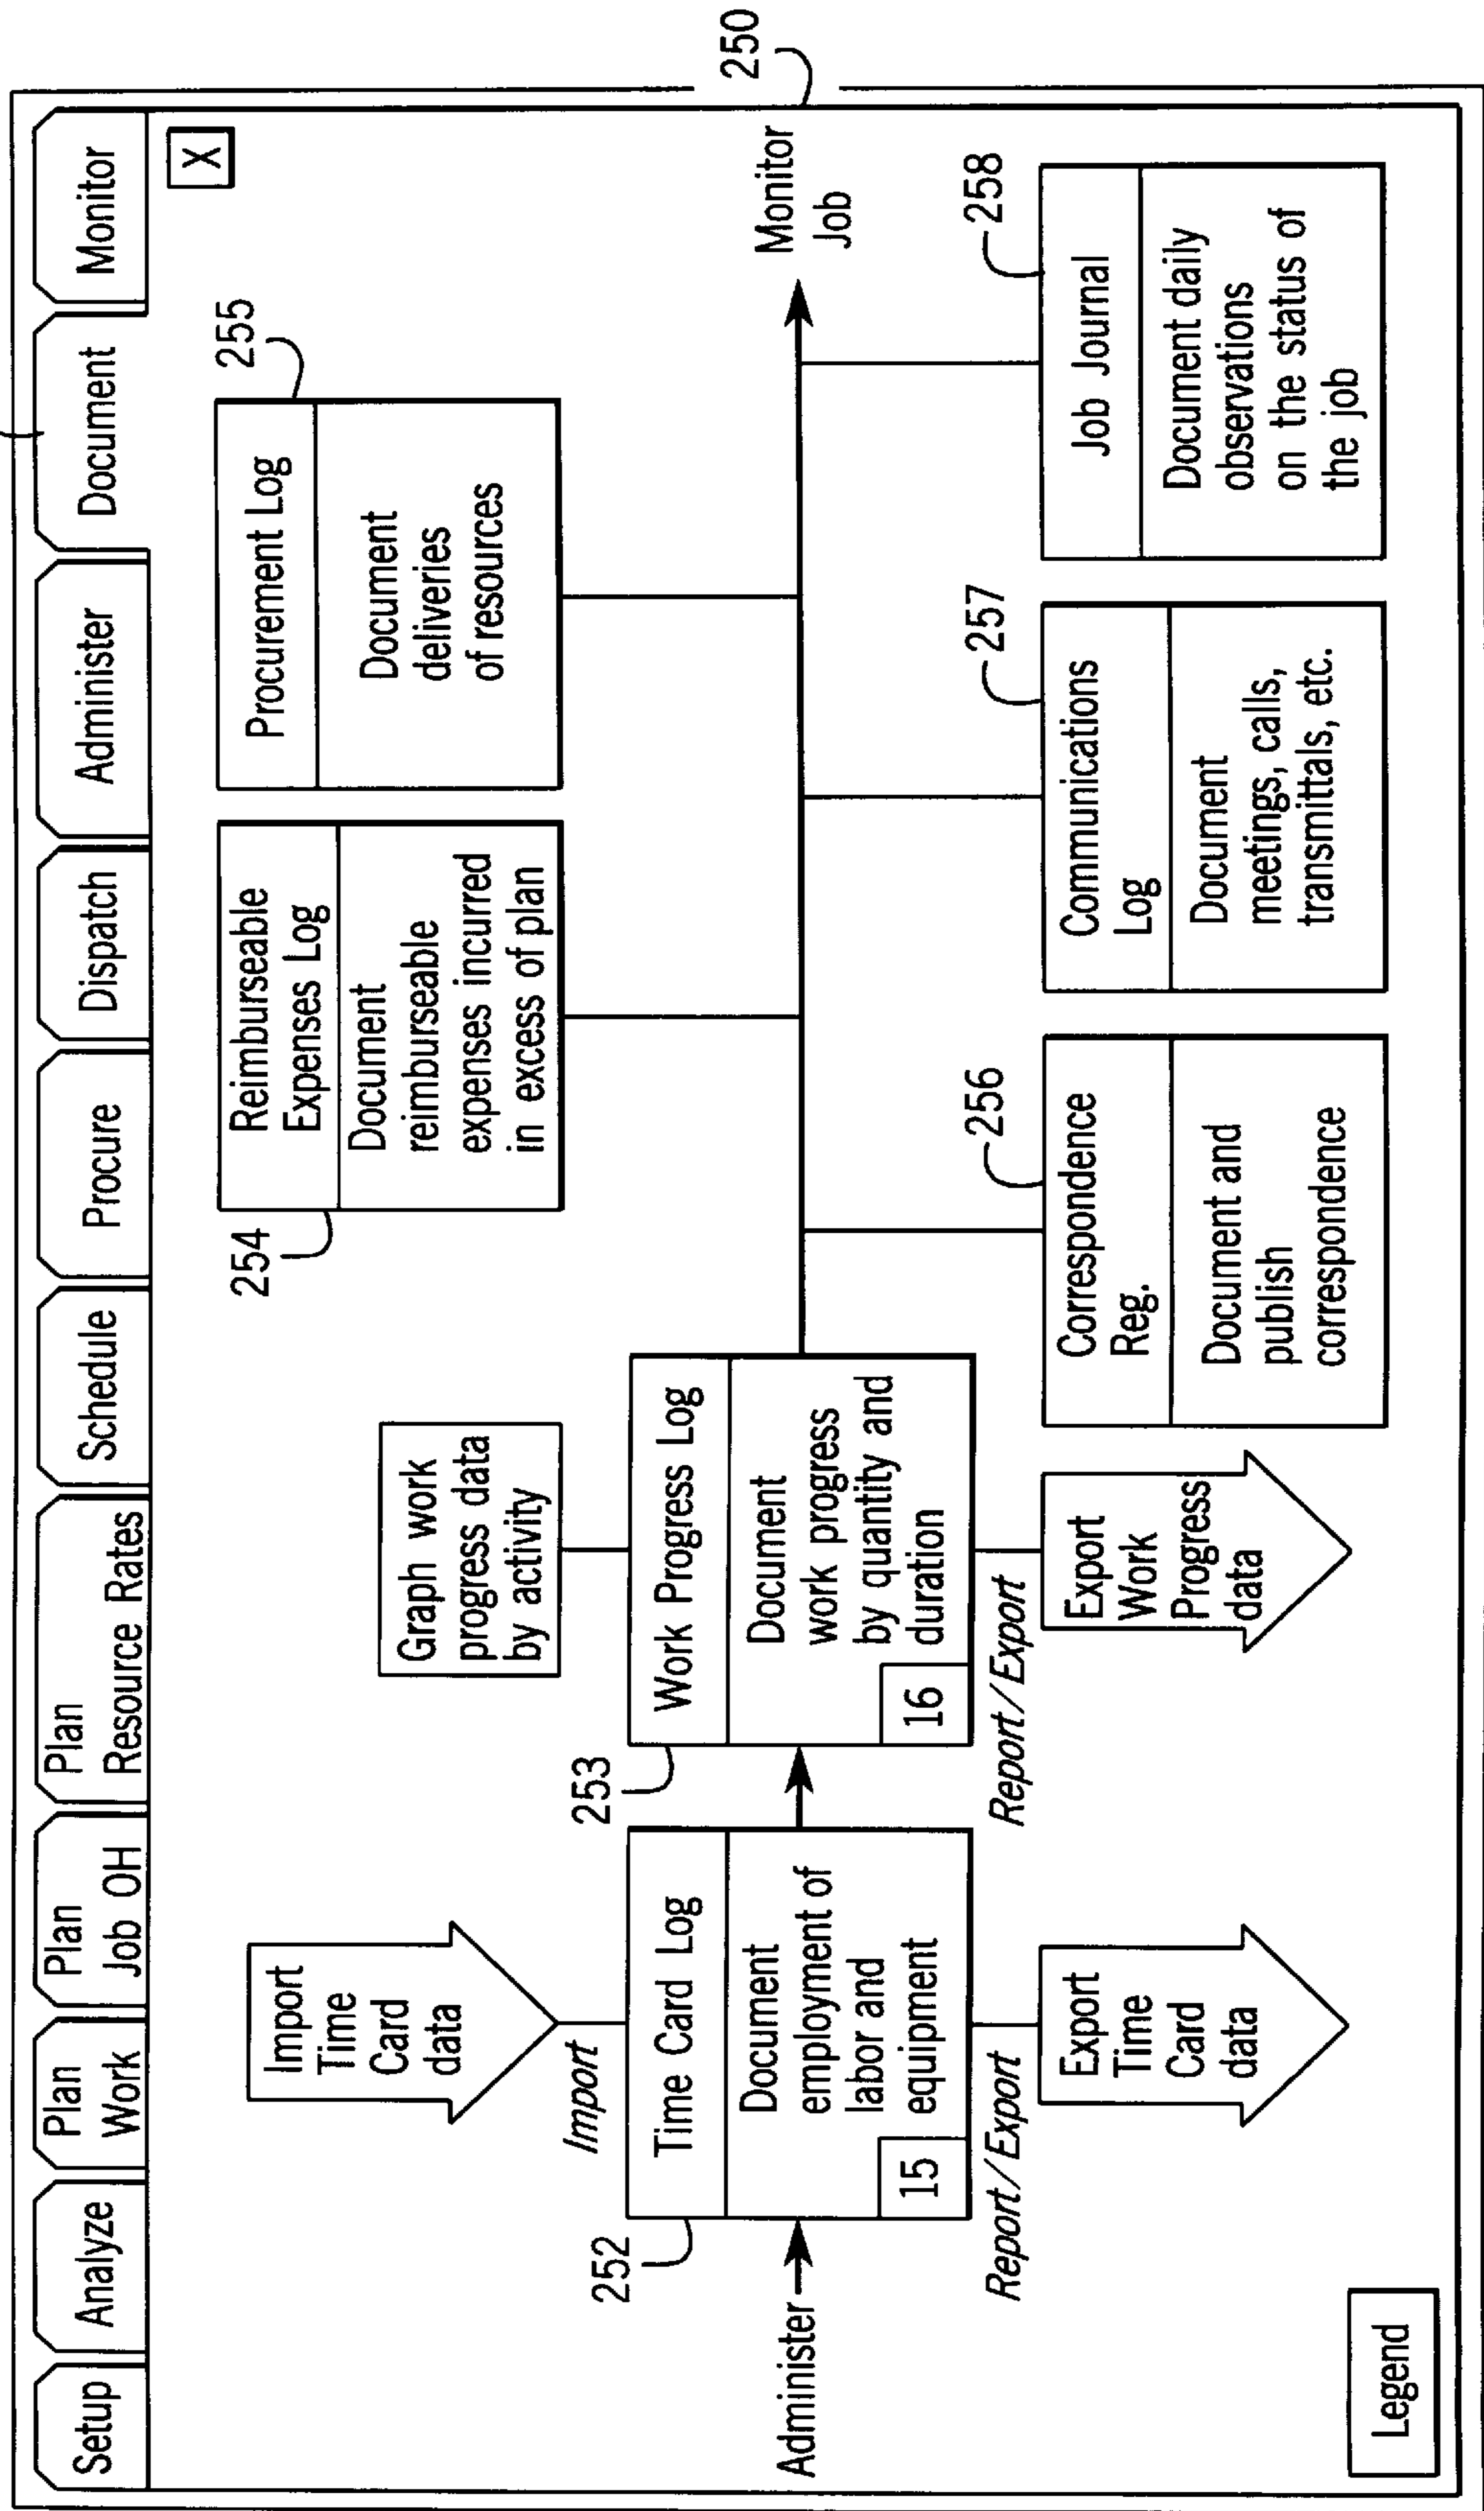 Setup
Analyze
Plan
Work
Plan
Job OH
Plan
Resource Rates
Schedule
Procure
Dispatch
Administer
Document
Monitor
X
250
Import
Time
Card
data
Import
252
Time Card Log
Document
employment of
labor and
equipment
15
Administer
Report/Export
Export
Time
Card
data
Graph work
progress data
by activity
253
Work Progress Log
Document
work progress
by quantity and
duration
16
Report/Export
Export
Work
Progress
data
254
Reimburseable
Expenses Log
Document
reimburseable
expenses incurred
in excess of plan
255
Procurement Log
Document
deliveries
of resources
Monitor
Job
256
Correspondence
Reg.
Document and
publish
correspondence
257
Communications
Log
Document
meetings, calls,
transmittals, etc.
258
Job Journal
Document daily
observations
on the status of
the job
Legend